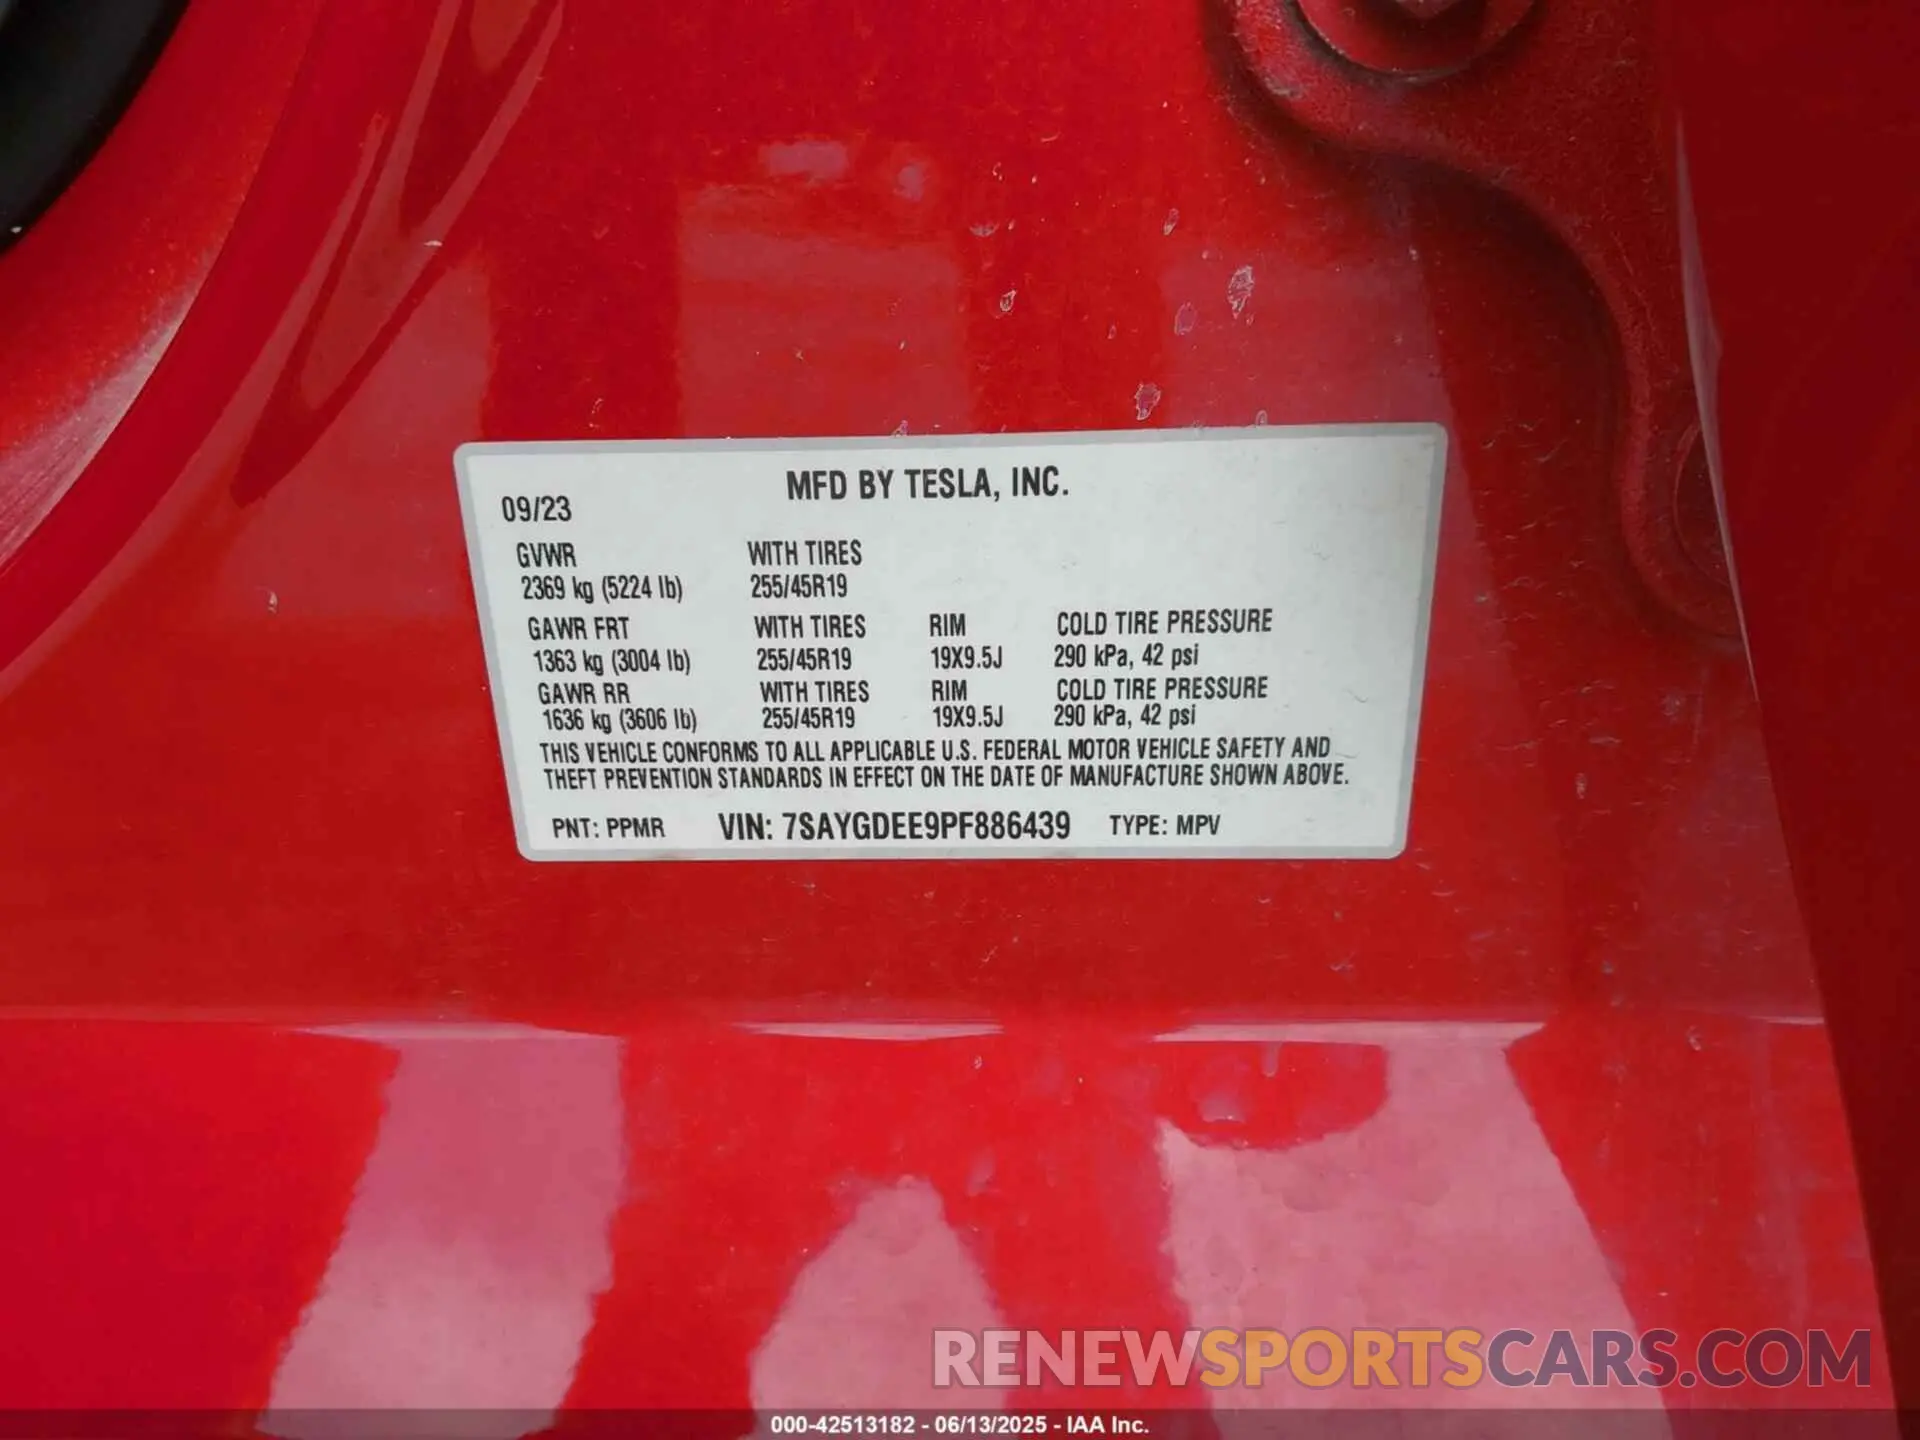 MFD BY TESLA, INC.
09/23
GVWR WITH TIRES
2369 kg (5224 lb) 255/45R19
GAWR FRT WITH TIRES RIM COLD TIRE PRESSURE
1363 kg (3004 lb) 255/45R19 19X9.5J 290 kPa, 42 psi
GAWR RR WITH TIRES RIM COLD TIRE PRESSURE
1636 kg (3606 lb) 255/45R19 19X9.5J 290 kPa, 42 psi
THIS VEHICLE CONFORMS TO ALL APPLICABLE U.S. FEDERAL MOTOR VEHICLE SAFETY AND
THEFT PREVENTION STANDARDS IN EFFECT ON THE DATE OF MANUFACTURE SHOWN ABOVE.
PNT: PPMR VIN: 7SAYGDEE9PF886439 TYPE: MPV
RENEWSPORTSCARS.COM
000-42513182 - 06/13/2025 - IAA Inc.